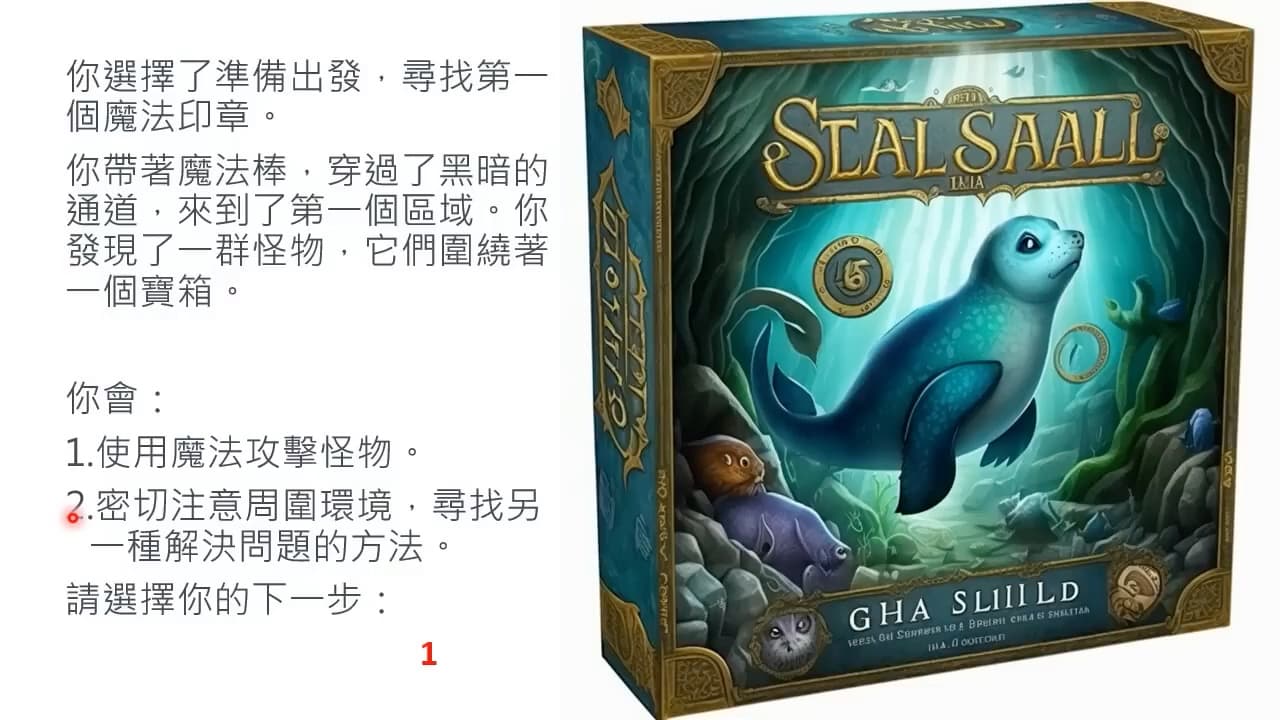 你選擇了準備出發，尋找第一
個魔法印章。
你帶著魔法棒，穿過了黑暗的
通道，來到了第一個區域。你
發現了一群怪物，它們圍繞著
一個寶箱。
你會：
1.使用魔法攻擊怪物。
2.密切注意周圍環境，尋找另
一種解決問題的方法。
請選擇你的下一步：
1
STALSAALL
GHA SLIIILD